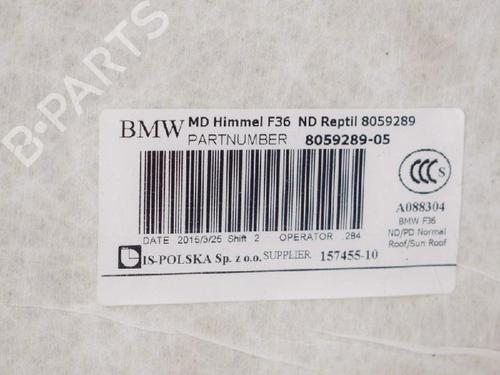 B-PARTS
BMW
MD Himmel F36 ND Reptil 8059289
PARTNUMBER 8059289-05
CCC S
A088304
BMW F36
ND/PD Normal
Roof/Sun Roof
DATE 2015/3/25 Shift 2 OPERATOR 284
IS-POLSKA Sp. z o.o. SUPPLIER 157455-10